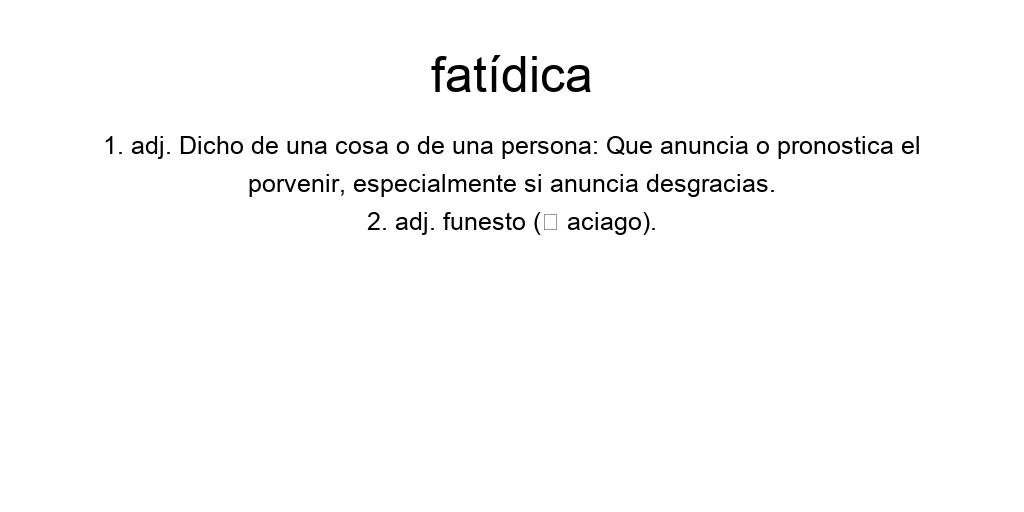 fatídica
1. adj. Dicho de una cosa o de una persona: Que anuncia o pronostica el
porvenir, especialmente si anuncia desgracias.
2. adj. funesto (□ aciago).